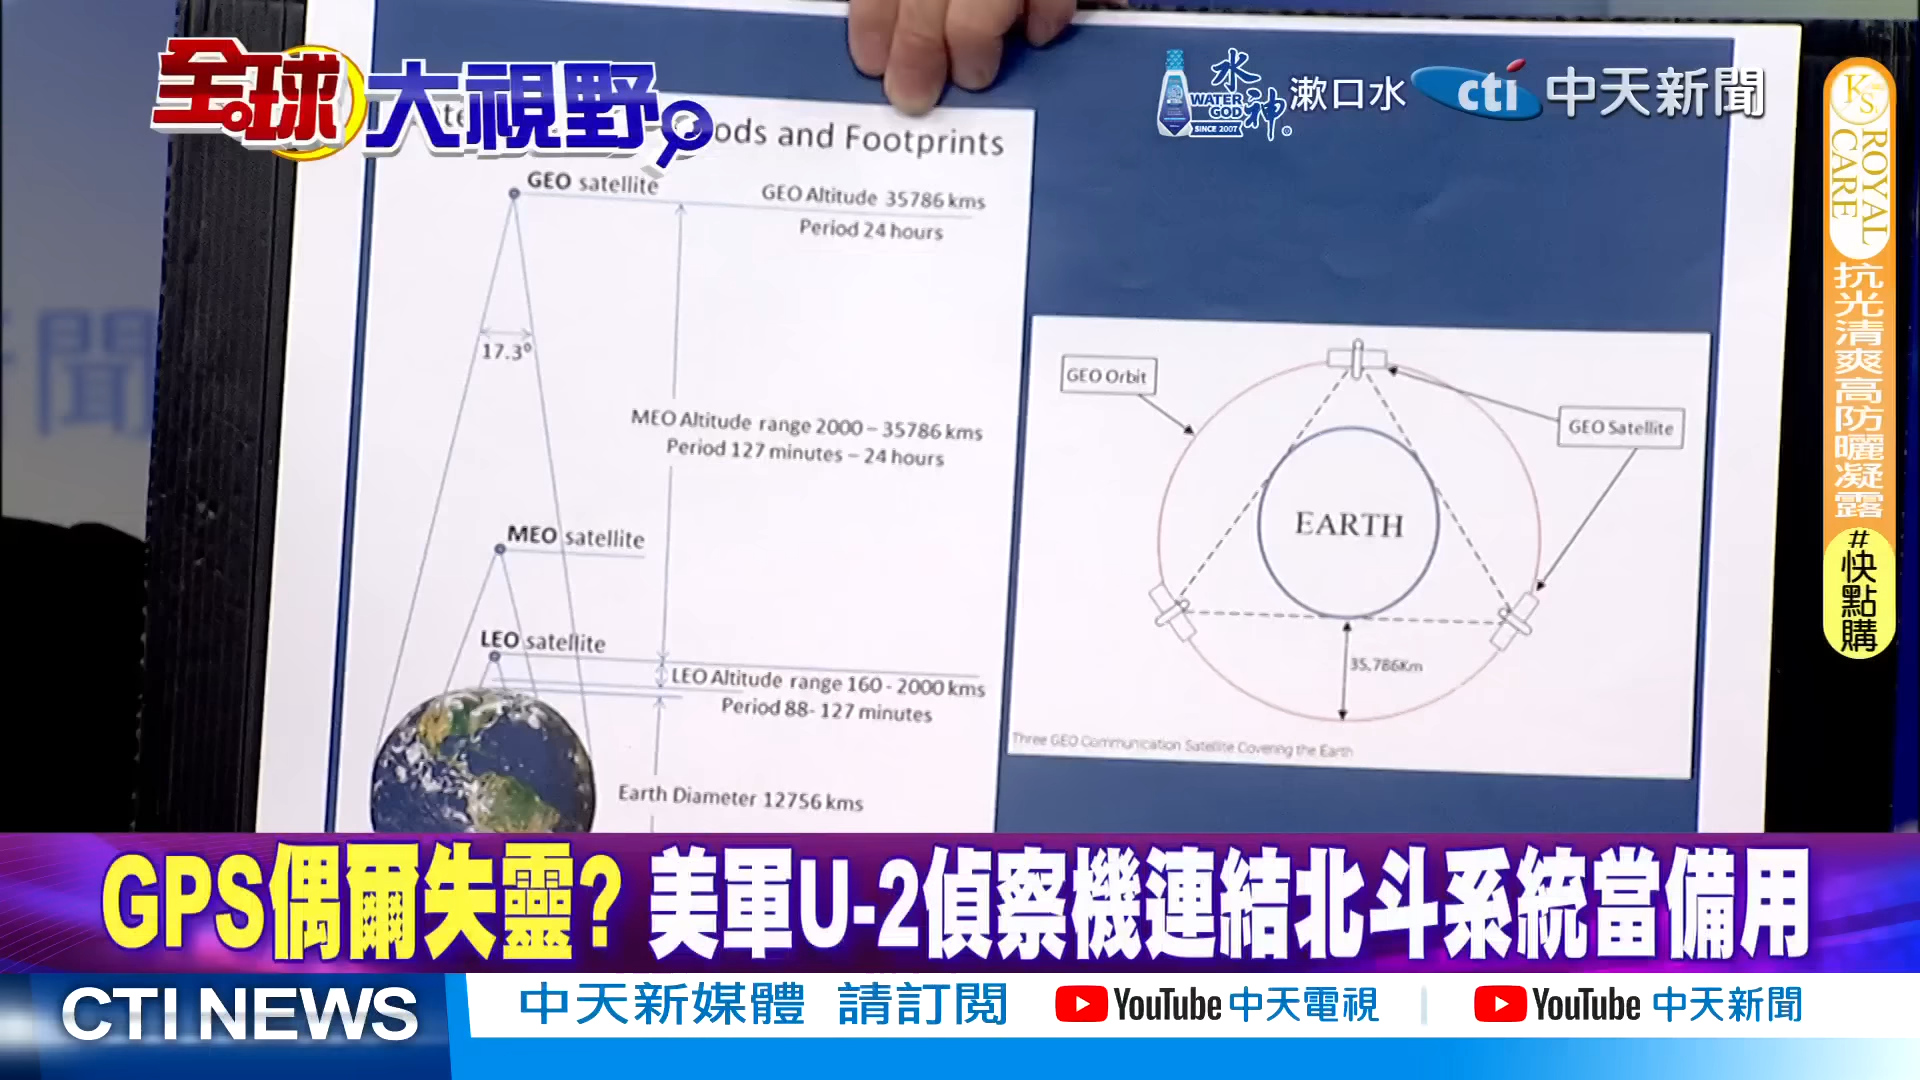 全球大視野
水神
WATER GOD
SINCE 2007
漱口水
cti 中天新聞
KS
ROYAL CARE
抗光清爽高防曬凝露
#快點購
聞
ods and Footprints
GEO satellite
GEO Altitude 35786 kms
Period 24 hours
17.3⁰
MEO Altitude range 2000 – 35786 kms
Period 127 minutes – 24 hours
MEO satellite
LEO satellite
LEO Altitude range 160 - 2000 kms
Period 88- 127 minutes
Earth Diameter 12756 kms
GEO Orbit
GEO Satellite
EARTH
35,786Km
Three GEO Communication Satellite Covering the Earth
GPS偶爾失靈? 美軍U-2偵察機連結北斗系統當備用
CTI NEWS
中天新媒體 請訂閱 YouTube 中天電視 | YouTube 中天新聞